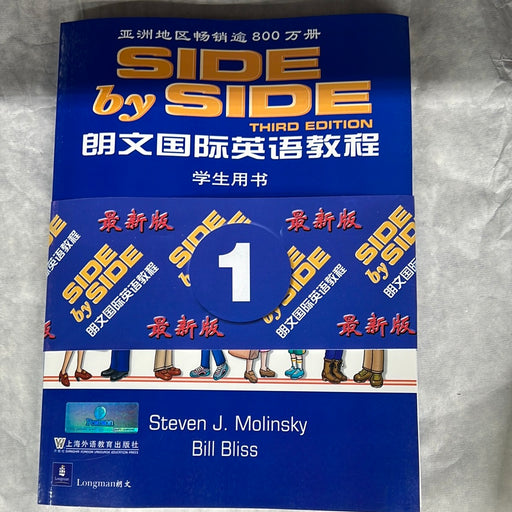 亚洲地区畅销逾800万册
SIDE
by SIDE
THIRD EDITION
朗文国际英语教程
学生用书
最新版
最新版
SIDE
by SIDE
朗文国际英语教程
SIDE
by SIDE
朗文国际英语教程
1
最新版
最新版
Steven J. Molinsky
Bill Bliss
上海外语教育出版社
Longman
Longman朗文